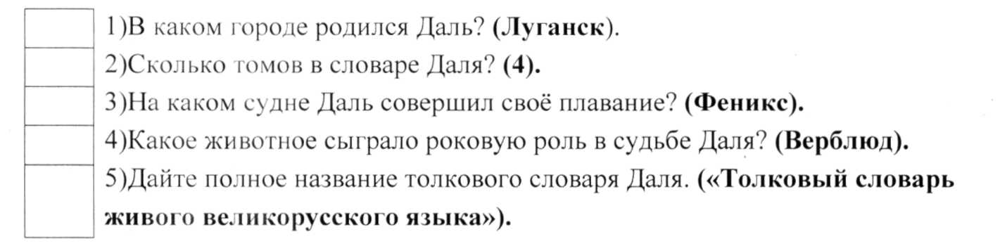 1)В каком городе родился Даль? (Луганск).
2)Сколько томов в словаре Даля? (4).
3)На каком судне Даль совершил своё плавание? (Феникс).
4)Какое животное сыграло роковую роль в судьбе Даля? (Верблюд).
5)Дайте полное название толкового словаря Даля. («Толковый словарь
живого великорусского языка»).